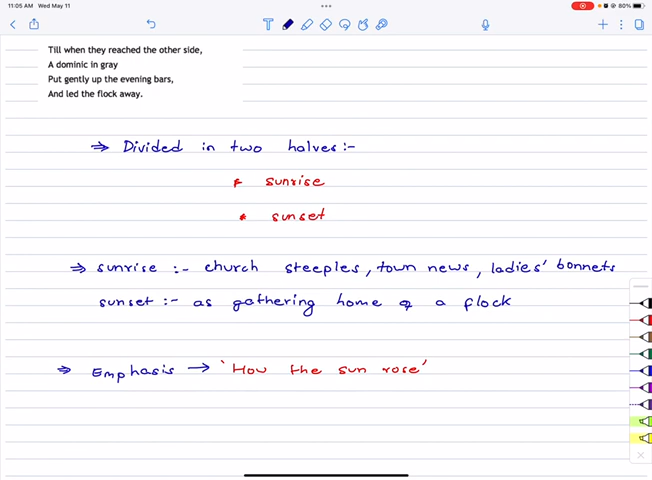 11:05 AM Wed May 11
80%
Till when they reached the other side,
A dominic in gray
Put gently up the evening bars,
And led the flock away.
⇒ Divided in two halves :-
* sunrise
* sunset
⇒ sunrise :- church steeples, town news, ladies' bonnets
sunset :- as gathering home of a flock
⇒ Emphasis → 'How the sun rose'